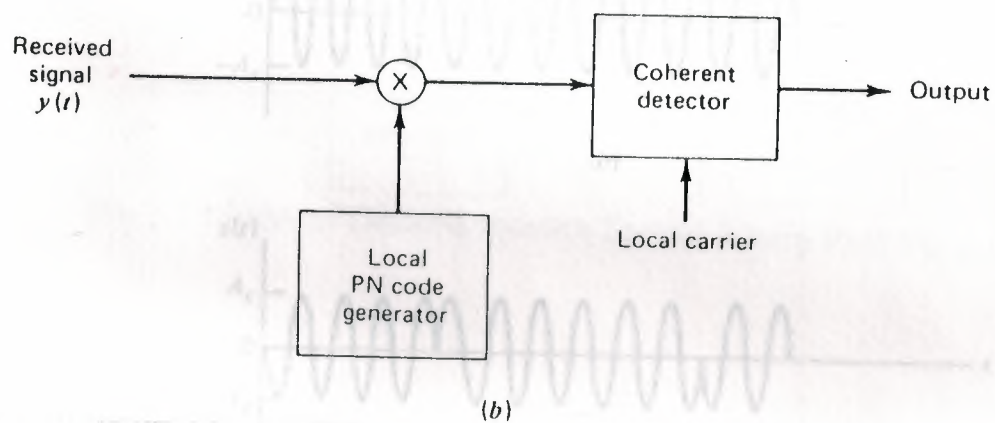 Received
signal
y(t)
X
Coherent
detector
Output
Local
PN code
generator
Local carrier
(b)